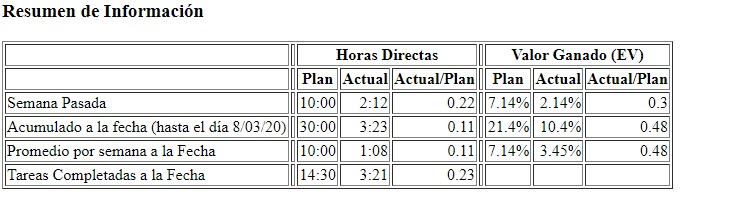 Resumen de Información
Horas Directas Valor Ganado (EV)
Plan Actual Actual/Plan Plan Actual Actual/Plan
Semana Pasada 10:00 2:12 0.22 7.14% 2.14% 0.3
Acumulado a la fecha (hasta el día 8/03/20) 30:00 3:23 0.11 21.4% 10.4% 0.48
Promedio por semana a la Fecha 10:00 1:08 0.11 7.14% 3.45% 0.48
Tareas Completadas a la Fecha 14:30 3:21 0.23